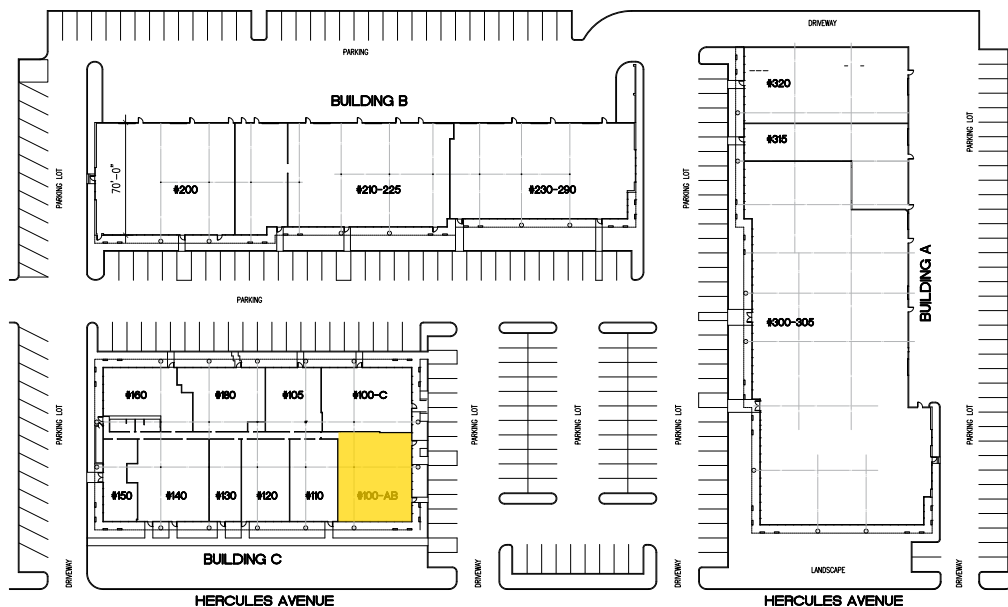 DRIVEWAY
PARKING
BUILDING B
#320
#315
PARKING LOT
PARKING LOT
PARKING LOT
70'-0"
#200
#210-225
#230-290
BUILDING A
PARKING
#300-305
#160
#180
#105
#100-C
PARKING LOT
PARKING LOT
PARKING LOT
PARKING LOT
PARKING LOT
#150
#140
#130
#120
#110
#100-AB
BUILDING C
DRIVEWAY
DRIVEWAY
DRIVEWAY
DRIVEWAY
LANDSCAPE
HERCULES AVENUE
HERCULES AVENUE